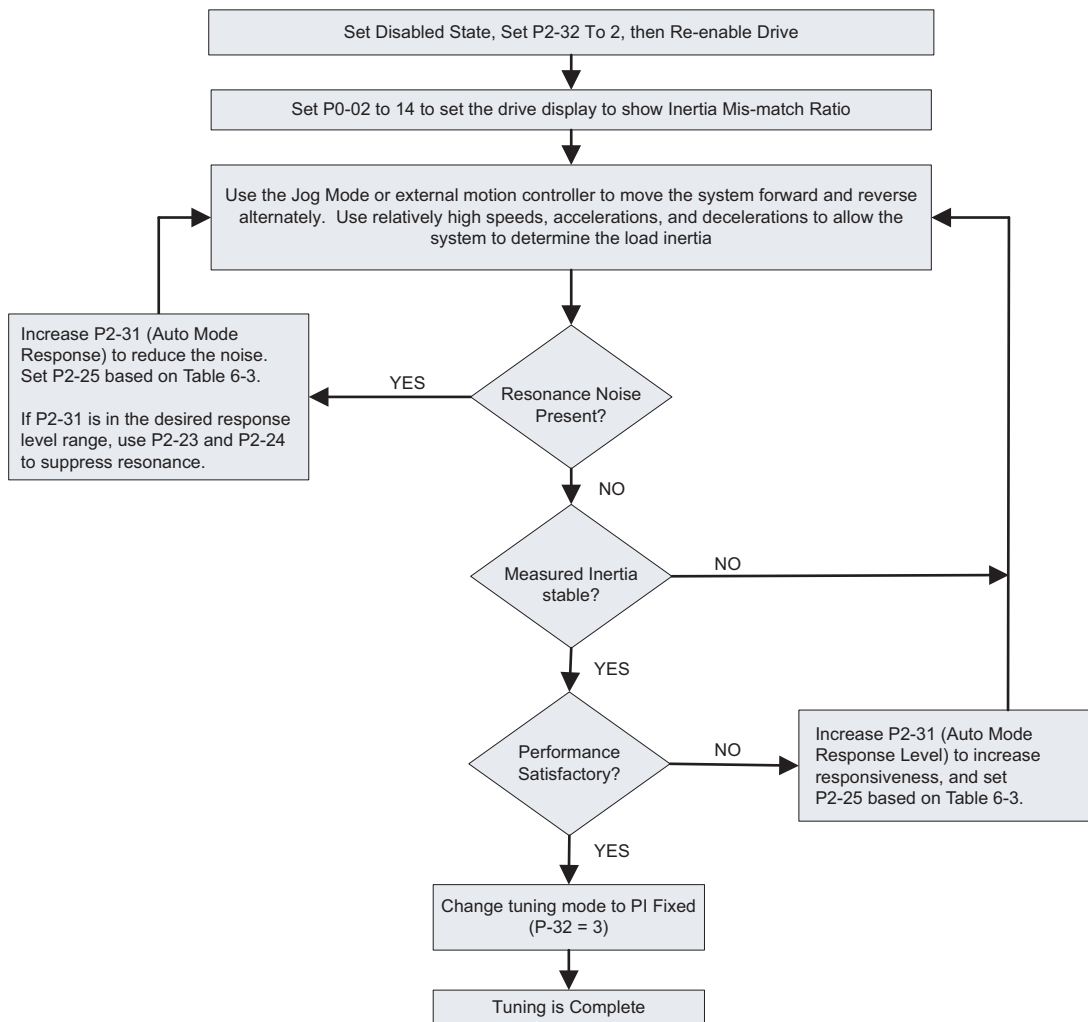 Set Disabled State, Set P2-32 To 2, then Re-enable Drive
Set P0-02 to 14 to set the drive display to show Inertia Mis-match Ratio
Use the Jog Mode or external motion controller to move the system forward and reverse
alternately.  Use relatively high speeds, accelerations, and decelerations to allow the
system to determine the load inertia
Increase P2-31 (Auto Mode
Response) to reduce the noise.
Set P2-25 based on Table 6-3.
If P2-31 is in the desired response
level range, use P2-23 and P2-24
to suppress resonance.
YES
Resonance Noise
Present?
NO
Measured Inertia
stable?
NO
YES
Performance
Satisfactory?
NO
Increase P2-31 (Auto Mode
Response Level) to increase
responsiveness, and set
P2-25 based on Table 6-3.
YES
Change tuning mode to PI Fixed
(P-32 = 3)
Tuning is Complete